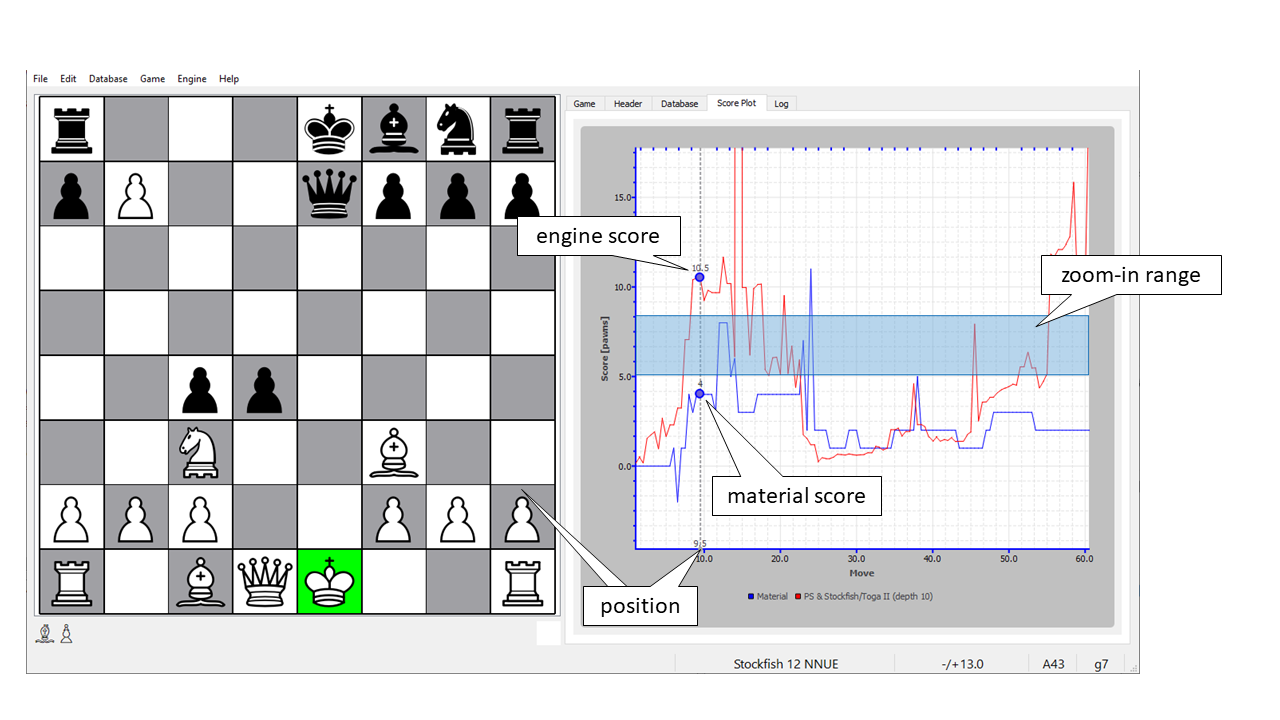 File Edit Database Game Engine Help
Game Header Database Score Plot Log
engine score
zoom-in range
material score
position
15.0
10.0
5.0
0.0
Score [pawns]
10.5
4
9.5
10.0 20.0 30.0 40.0 50.0 60.0
Move
Material PS & Stockfish/Toga II (depth 10)
Stockfish 12 NNUE -/+13.0 A43 g7